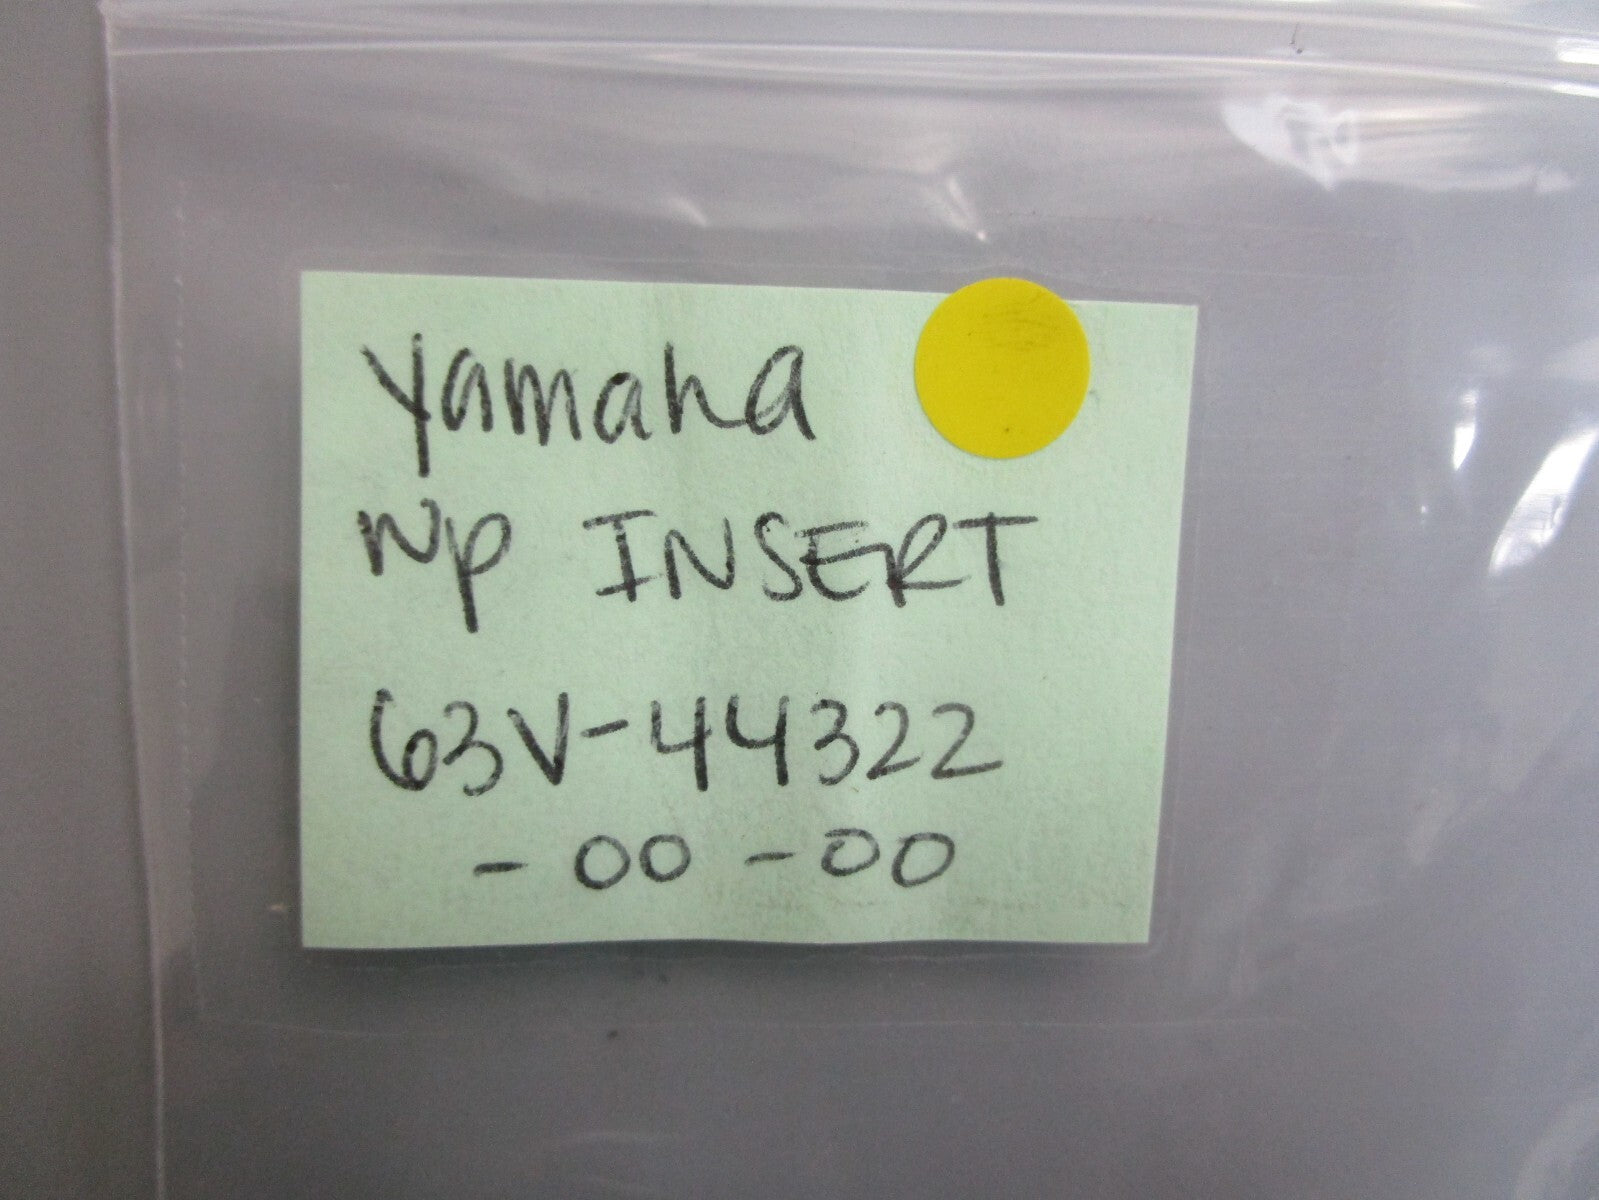 Yamaha
Wp INSERT
63V-44322
- 00 - 00